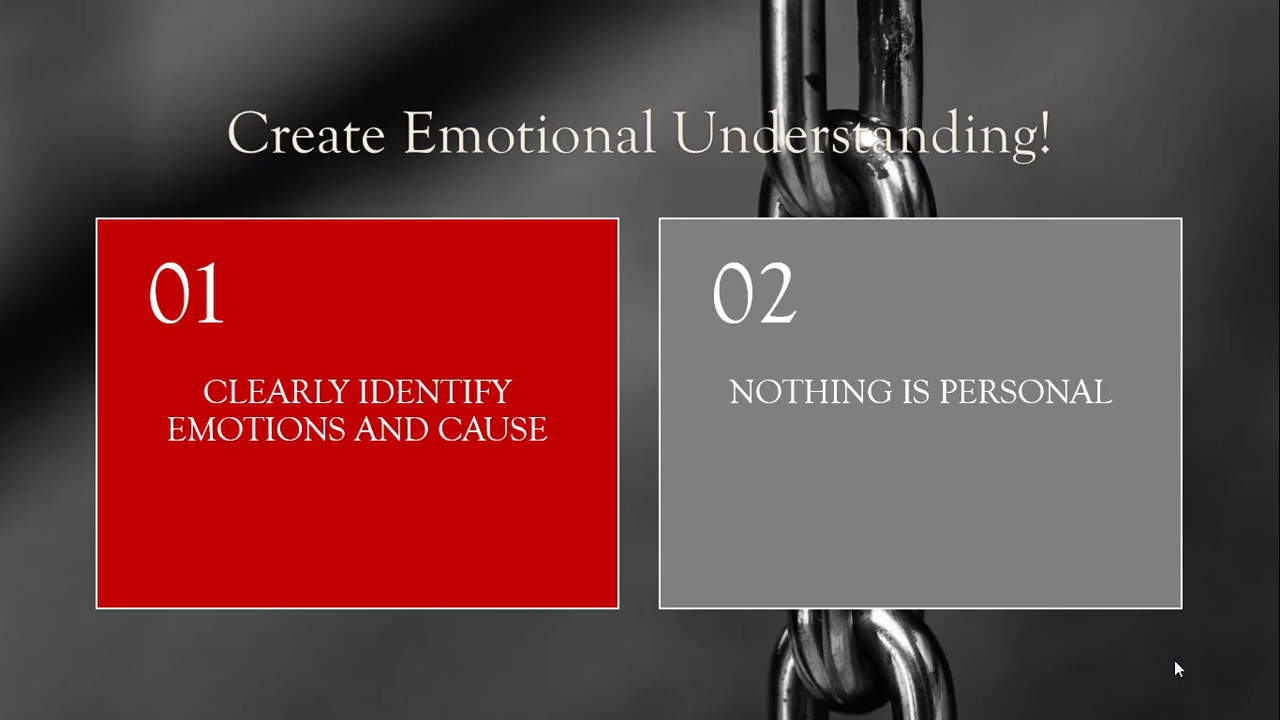 Create Emotional Understanding!
01
CLEARLY IDENTIFY
EMOTIONS AND CAUSE
02
NOTHING IS PERSONAL